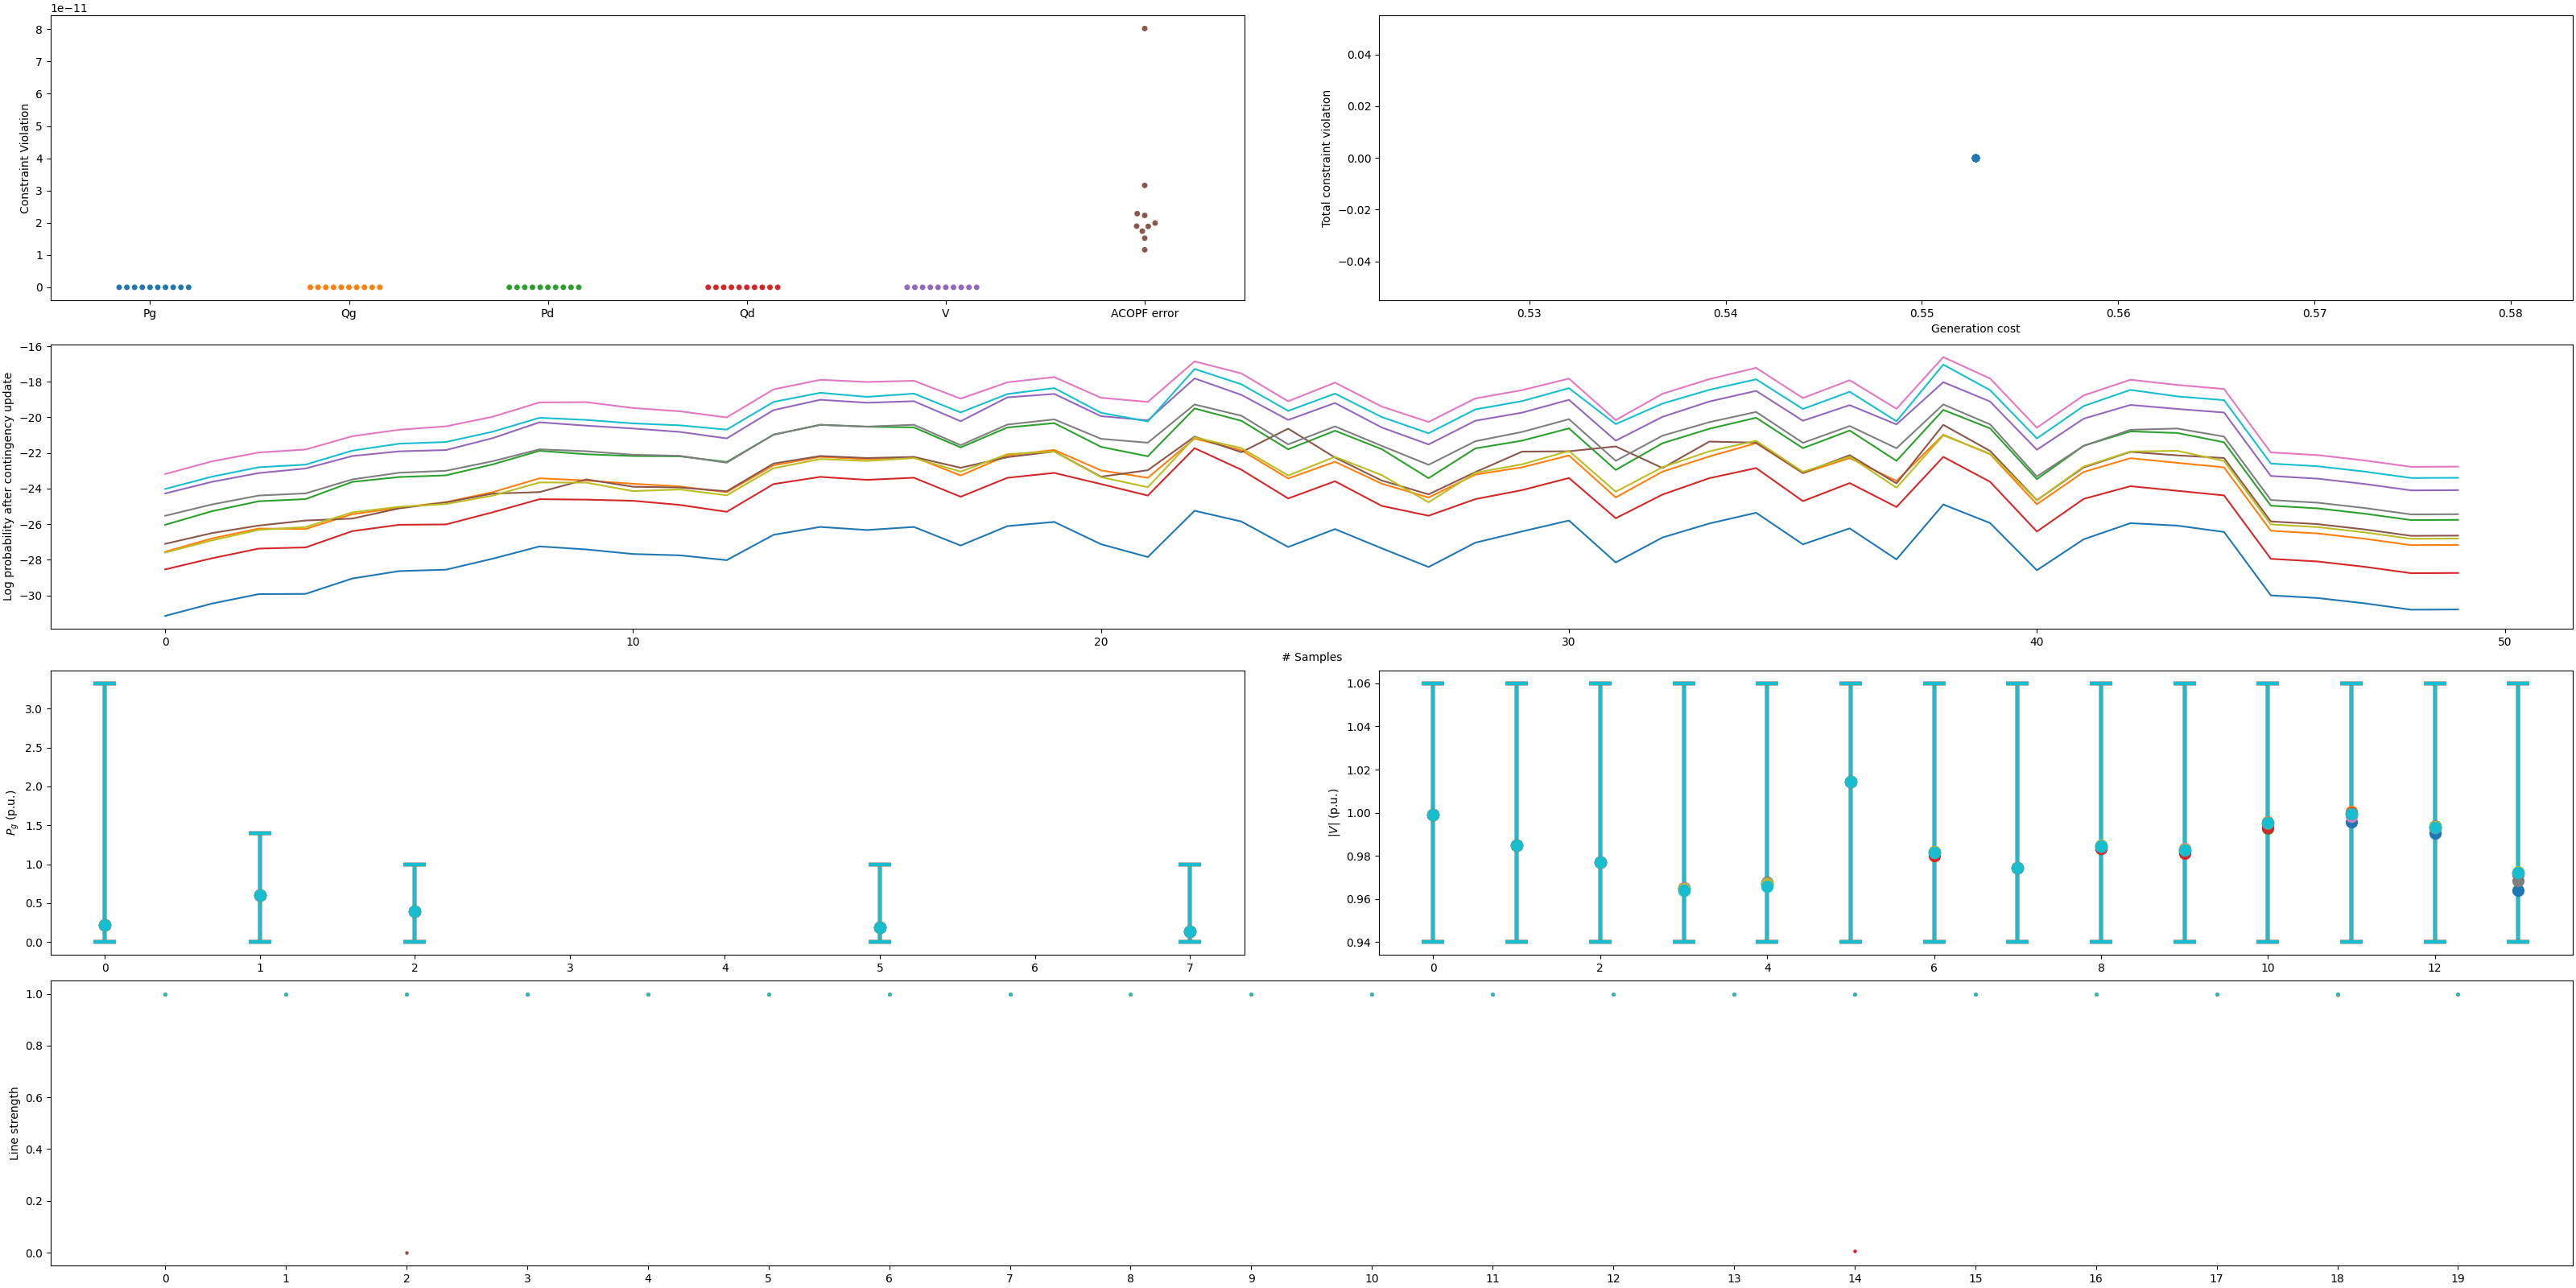 1e−11
8
7
6
5
4
3
2
1
0
Constraint Violation
Pg Qg Pd Qd V ACOPF error
0.04
0.02
0.00
−0.02
−0.04
Total constraint violation
0.53 0.54 0.55 0.56 0.57 0.58
Generation cost
−16
−18
−20
−22
−24
−26
−28
−30
Log probability after contingency update
0 10 20 30 40 50
# Samples
3.0
2.5
2.0
1.5
1.0
0.5
0.0
Pg (p.u.)
0 1 2 3 4 5 6 7
1.06
1.04
1.02
1.00
0.98
0.96
0.94
|V| (p.u.)
0 2 4 6 8 10 12
1.0
0.8
0.6
0.4
0.2
0.0
Line strength
0 1 2 3 4 5 6 7 8 9 10 11 12 13 14 15 16 17 18 19